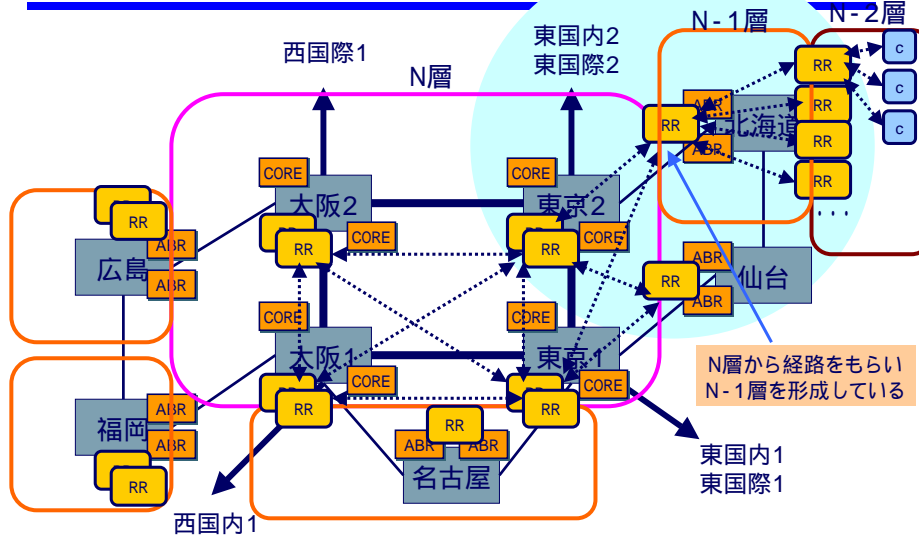 N-2層
N-1層
東国内2
東国際2
西国際1
N層
c
RR
c
RR
ABR
RR
北海道
c
RR
ABR
RR
CORE
CORE
大阪2
東京2
RR
ABR
CORE
CORE
RR
RR
広島
ABR
ABR
RR
仙台
ABR
CORE
CORE
大阪1
東京1
N層から経路をもらい
N-1層を形成している
CORE
CORE
RR
RR
RR
福岡
ABR
ABR
ABR
ABR
RR
名古屋
東国内1
東国際1
西国内1
....